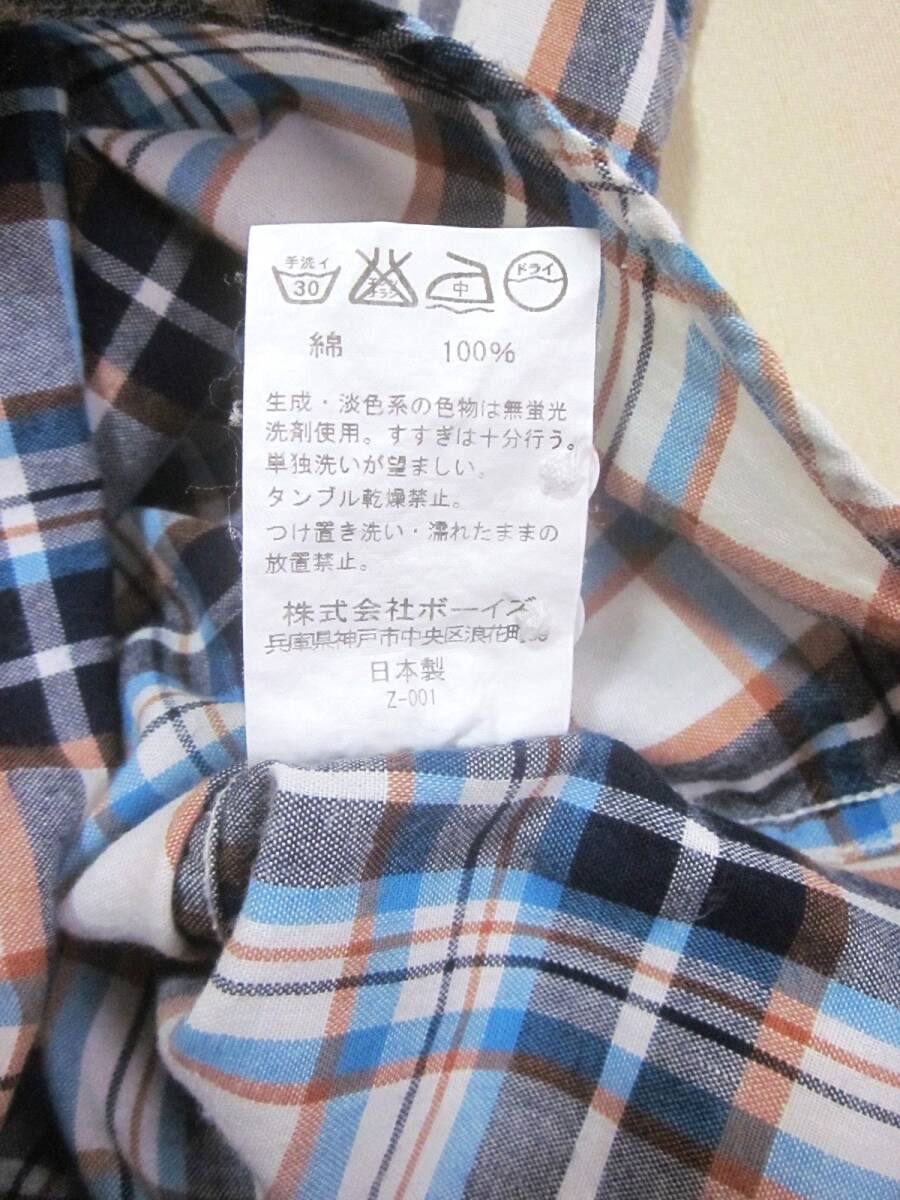 手洗イ 30 中 ドライ
綿 100%
生成・淡色系の色物は無蛍光
洗剤使用。すすぎは十分行う。
単独洗いが望ましい。
タンブル乾燥禁止。
つけ置き洗い・濡れたままの
放置禁止。
株式会社ボーイズ
兵庫県神戸市中央区浪花町59
日本製
Z-001